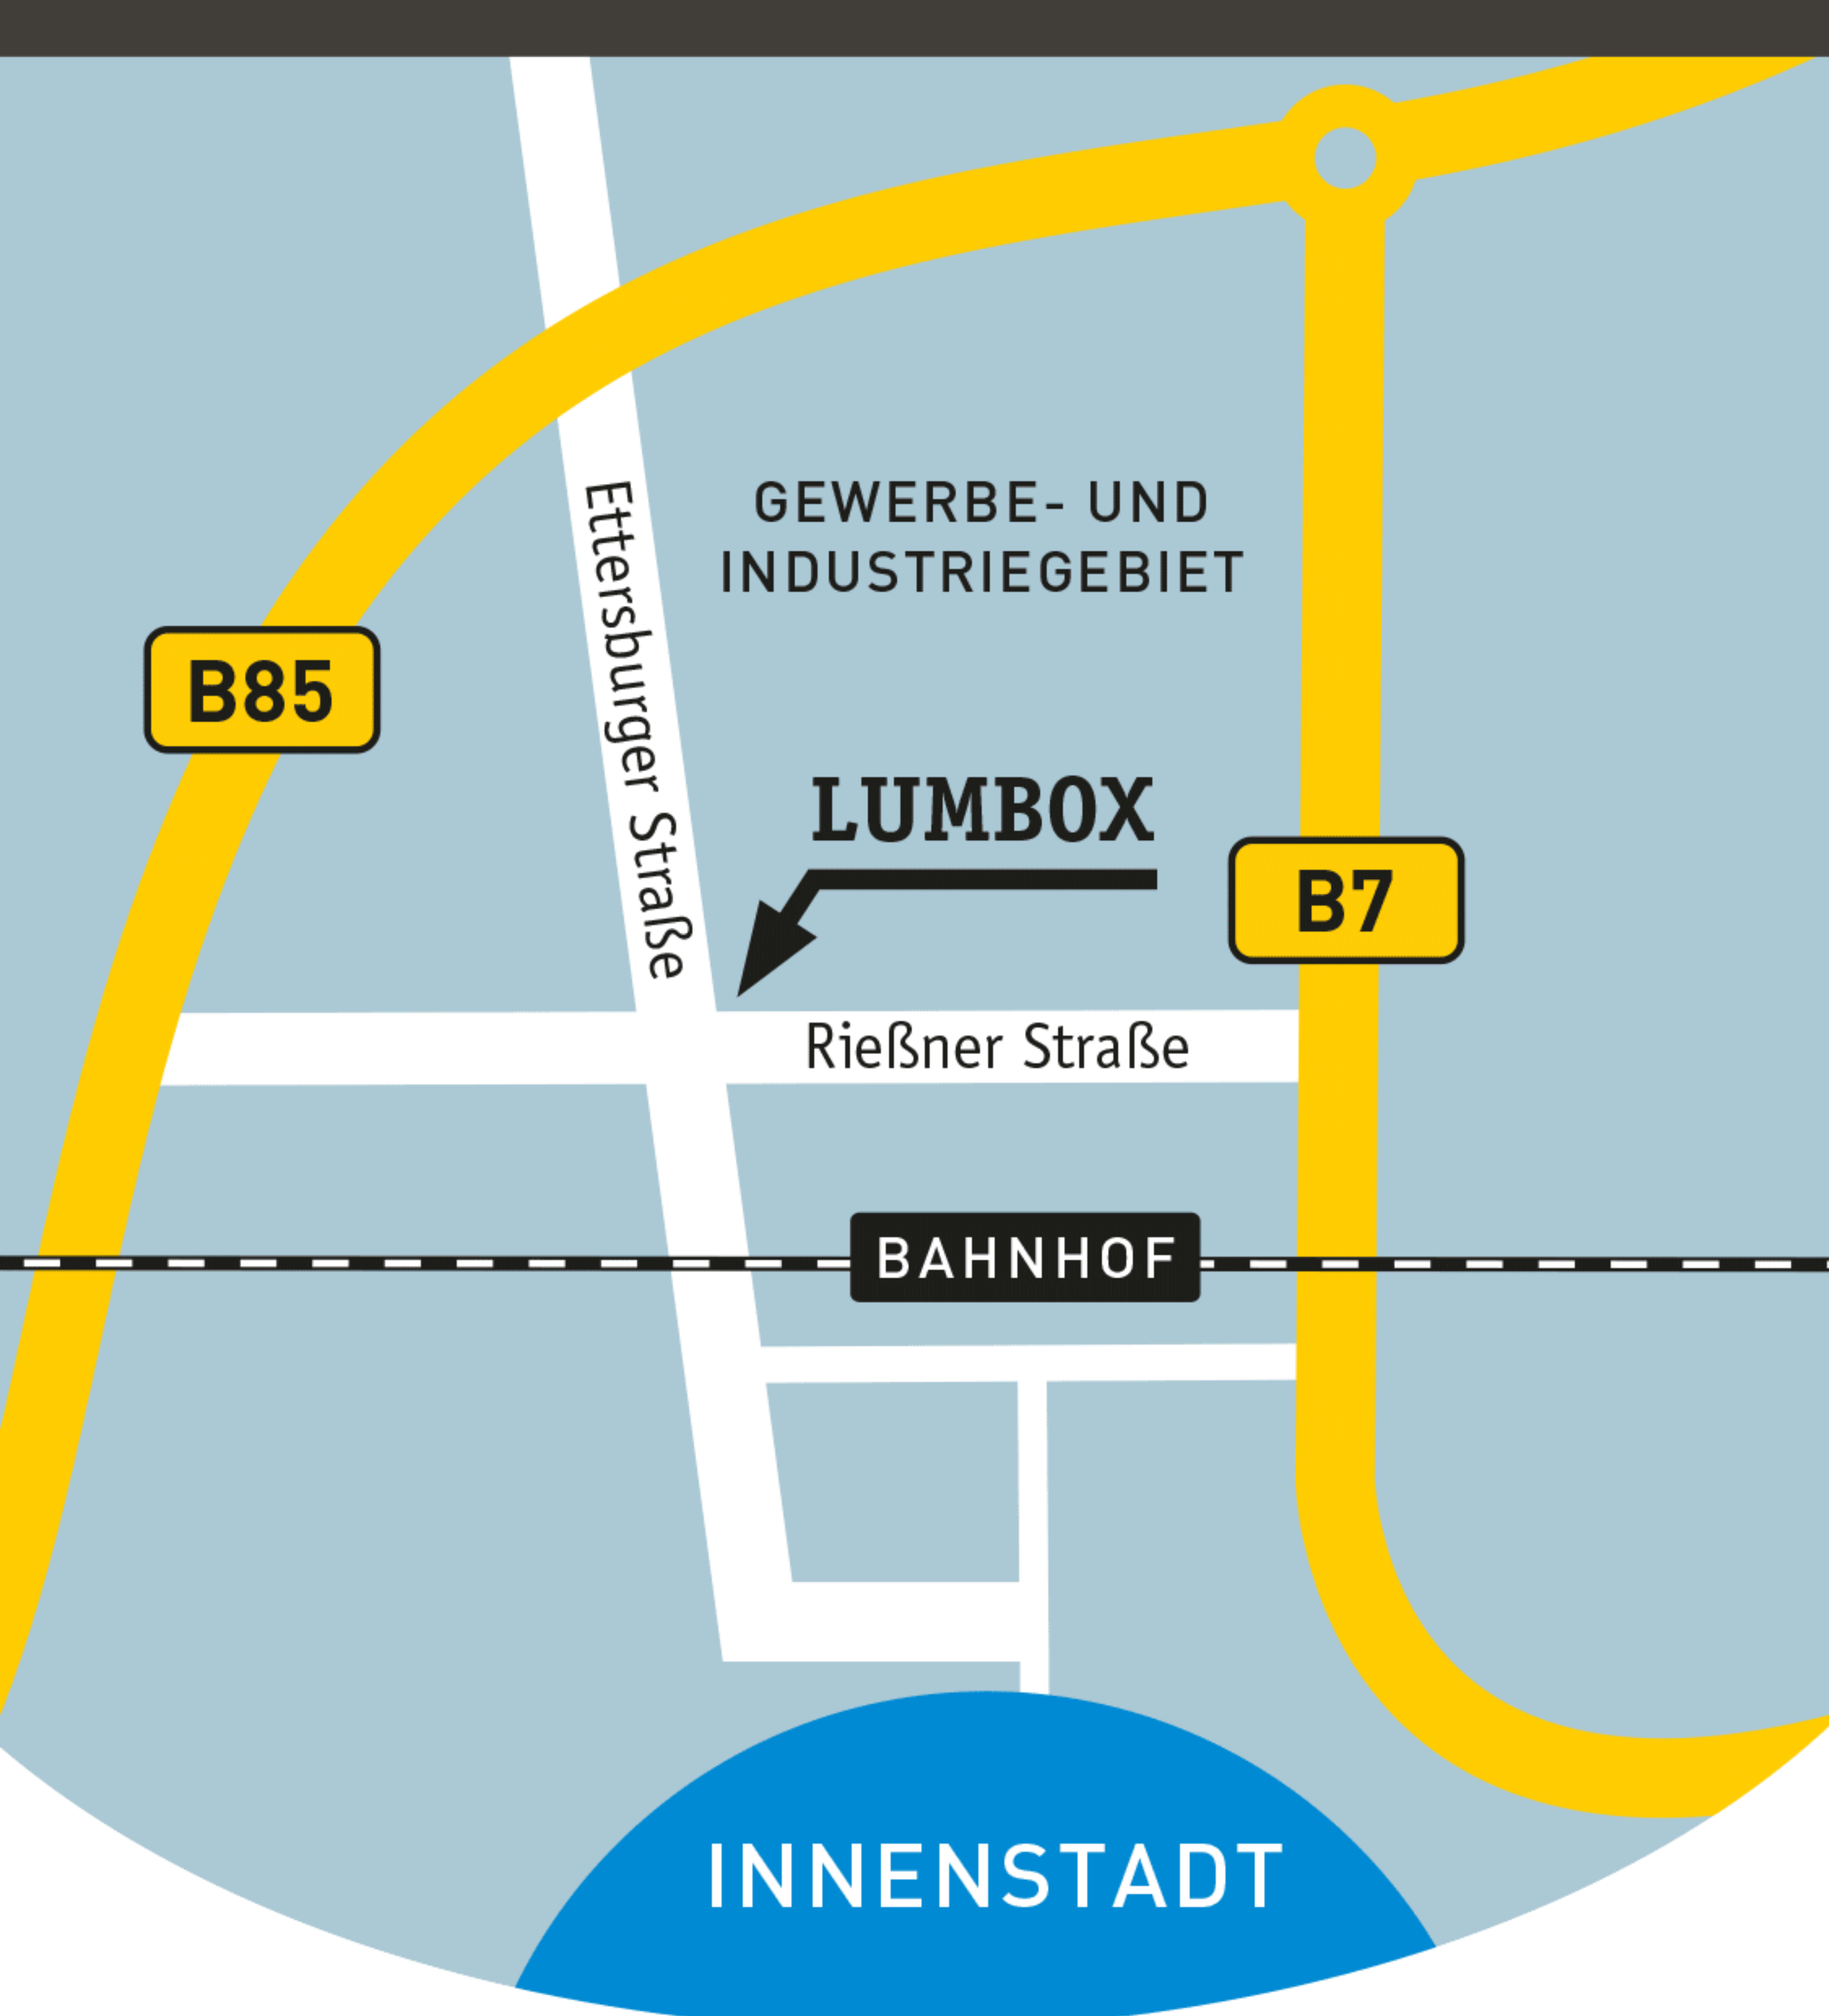 GEWERBE- UND
INDUSTRIEGEBIET
Ettersburger Straße
B85
LUMBOX
B7
Rießner Straße
BAHNHOF
INNENSTADT